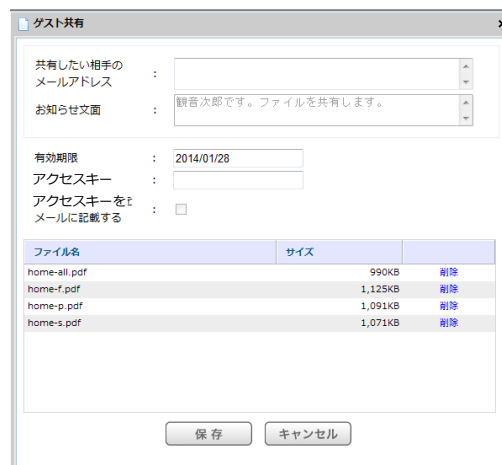 ゲスト共有
共有したい相手の
メールアドレス :
お知らせ文面 : 観音次郎です。ファイルを共有します。
有効期限 : 2014/01/28
アクセスキー :
アクセスキーを
メールに記載する :
ファイル名 サイズ
home-all.pdf 990KB 削除
home-f.pdf 1,125KB 削除
home-p.pdf 1,091KB 削除
home-s.pdf 1,071KB 削除
保存 キャンセル